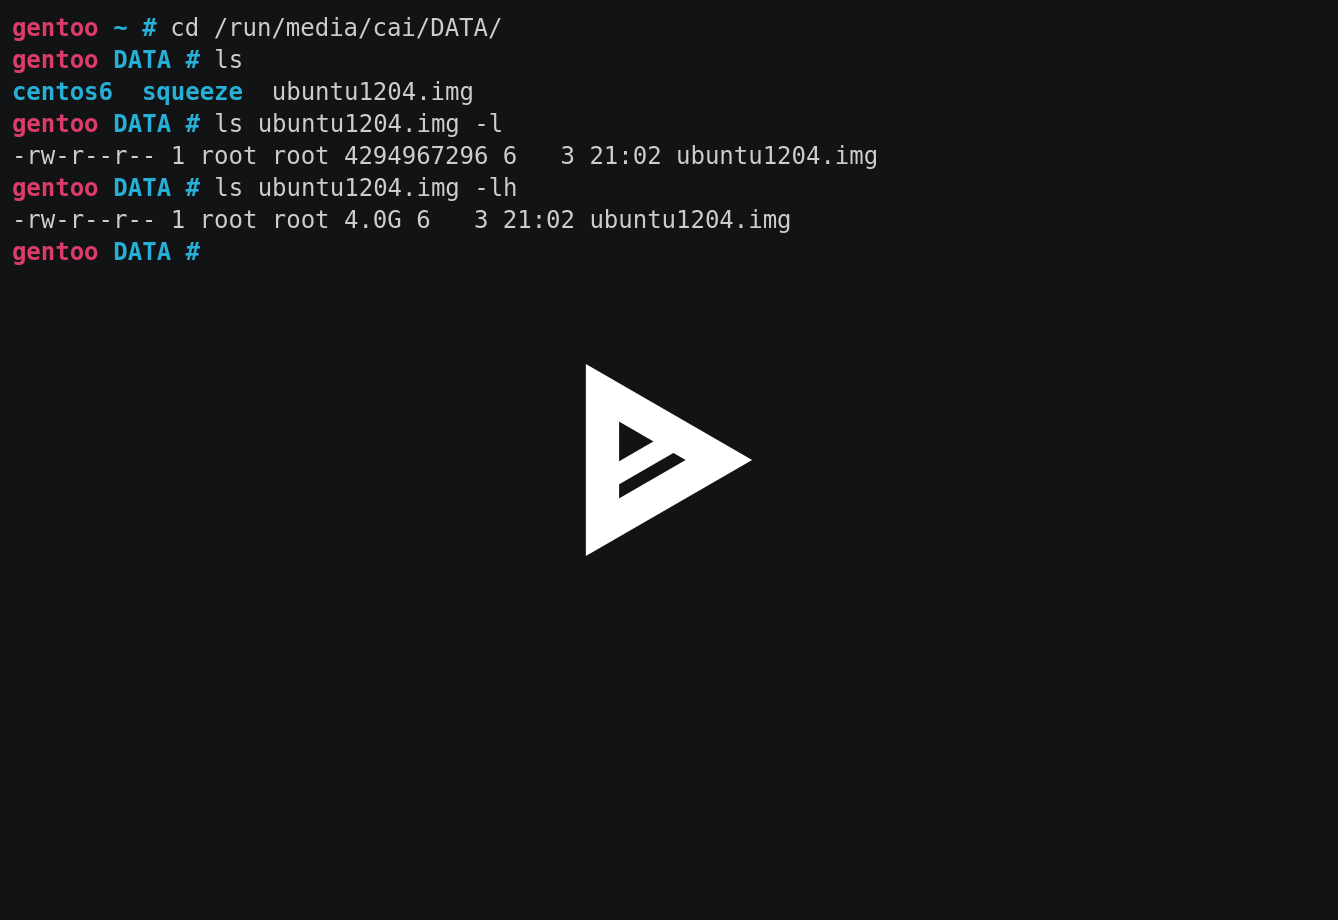 gentoo ~ # cd /run/media/cai/DATA/
gentoo DATA # ls
centos6  squeeze  ubuntu1204.img
gentoo DATA # ls ubuntu1204.img -l
-rw-r--r-- 1 root root 4294967296 6   3 21:02 ubuntu1204.img
gentoo DATA # ls ubuntu1204.img -lh
-rw-r--r-- 1 root root 4.0G 6   3 21:02 ubuntu1204.img
gentoo DATA #